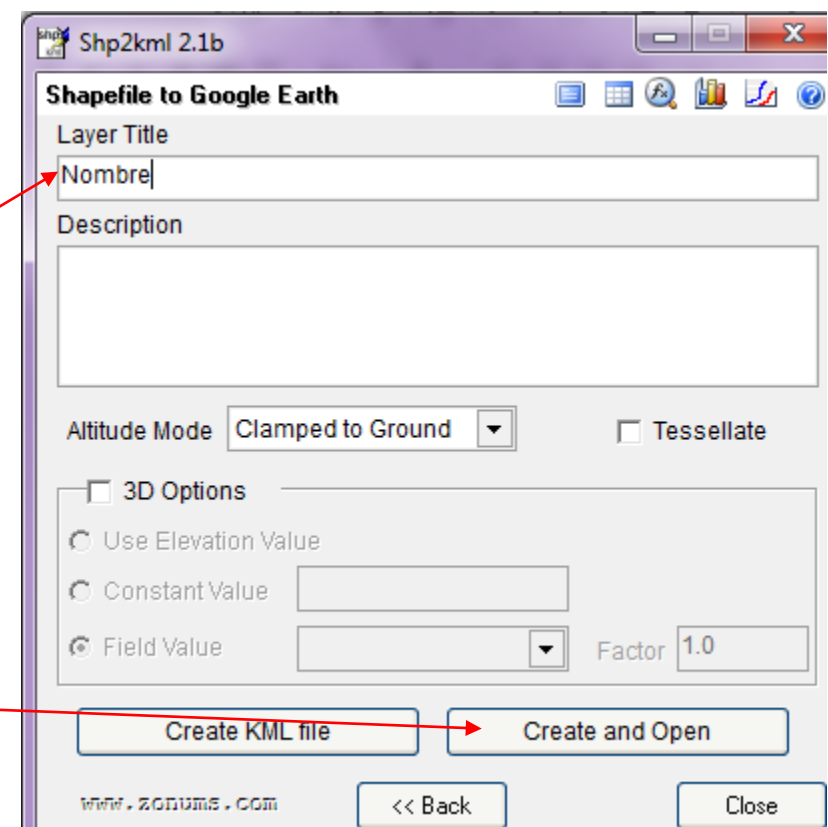 Shp2kml 2.1b
Shapefile to Google Earth
Layer Title
Nombre
Description
Altitude Mode Clamped to Ground Tessellate
3D Options
Use Elevation Value
Constant Value
Field Value Factor 1.0
Create KML file Create and Open
www.zonums.com << Back Close